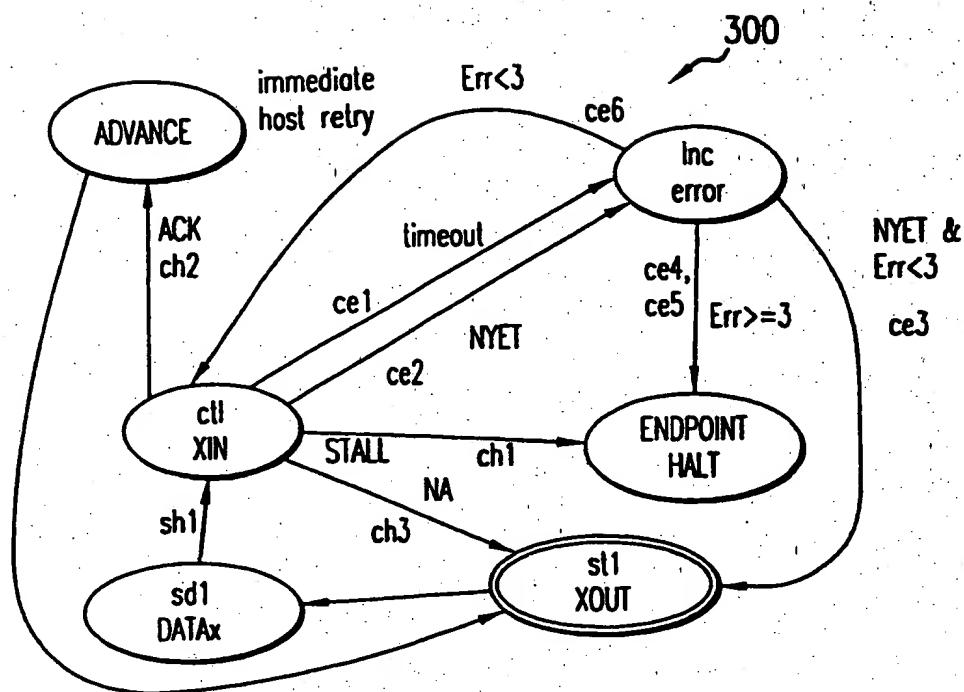 300
immediate
host retry
Err<3
ce6
ADVANCE
Inc
error
ACK
ch2
timeout
NYET &
Err<3
ce3
ce4,
ce5
Err>=3
ce1
NYET
ce2
ctl
XIN
STALL
ch1
ENDPOINT
HALT
NA
ch3
sh1
sd1
DATAx
st1
XOUT